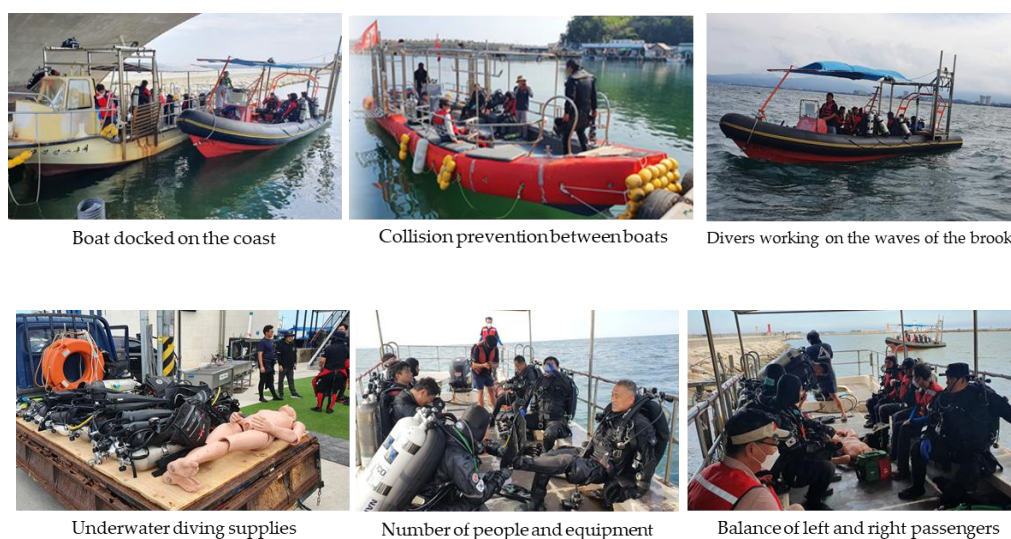 Boat docked on the coast
Collision prevention between boats
Divers working on the waves of the brook
Underwater diving supplies
Number of people and equipment
Balance of left and right passengers